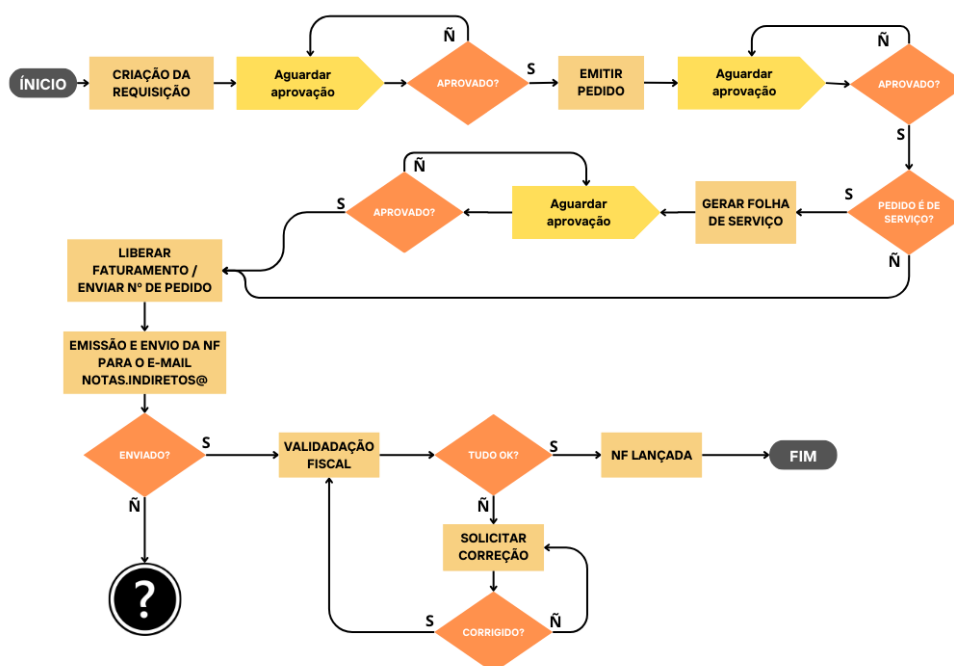 ÍNICIO
CRIAÇÃO DA
REQUISIÇÃO
Aguardar
aprovação
Ñ
APROVADO?
S
EMITIR
PEDIDO
Aguardar
aprovação
Ñ
APROVADO?
S
PEDIDO É DE
SERVIÇO?
S
Ñ
GERAR FOLHA
DE SERVIÇO
Aguardar
aprovação
Ñ
APROVADO?
S
LIBERAR
FATURAMENTO /
ENVIAR Nº DE PEDIDO
EMISSÃO E ENVIO DA NF
PARA O E-MAIL
NOTAS.INDIRETOS@
ENVIADO?
S
Ñ
?
VALIDADAÇÃO
FISCAL
TUDO OK?
S
NF LANÇADA
FIM
Ñ
SOLICITAR
CORREÇÃO
CORRIGIDO?
S
Ñ